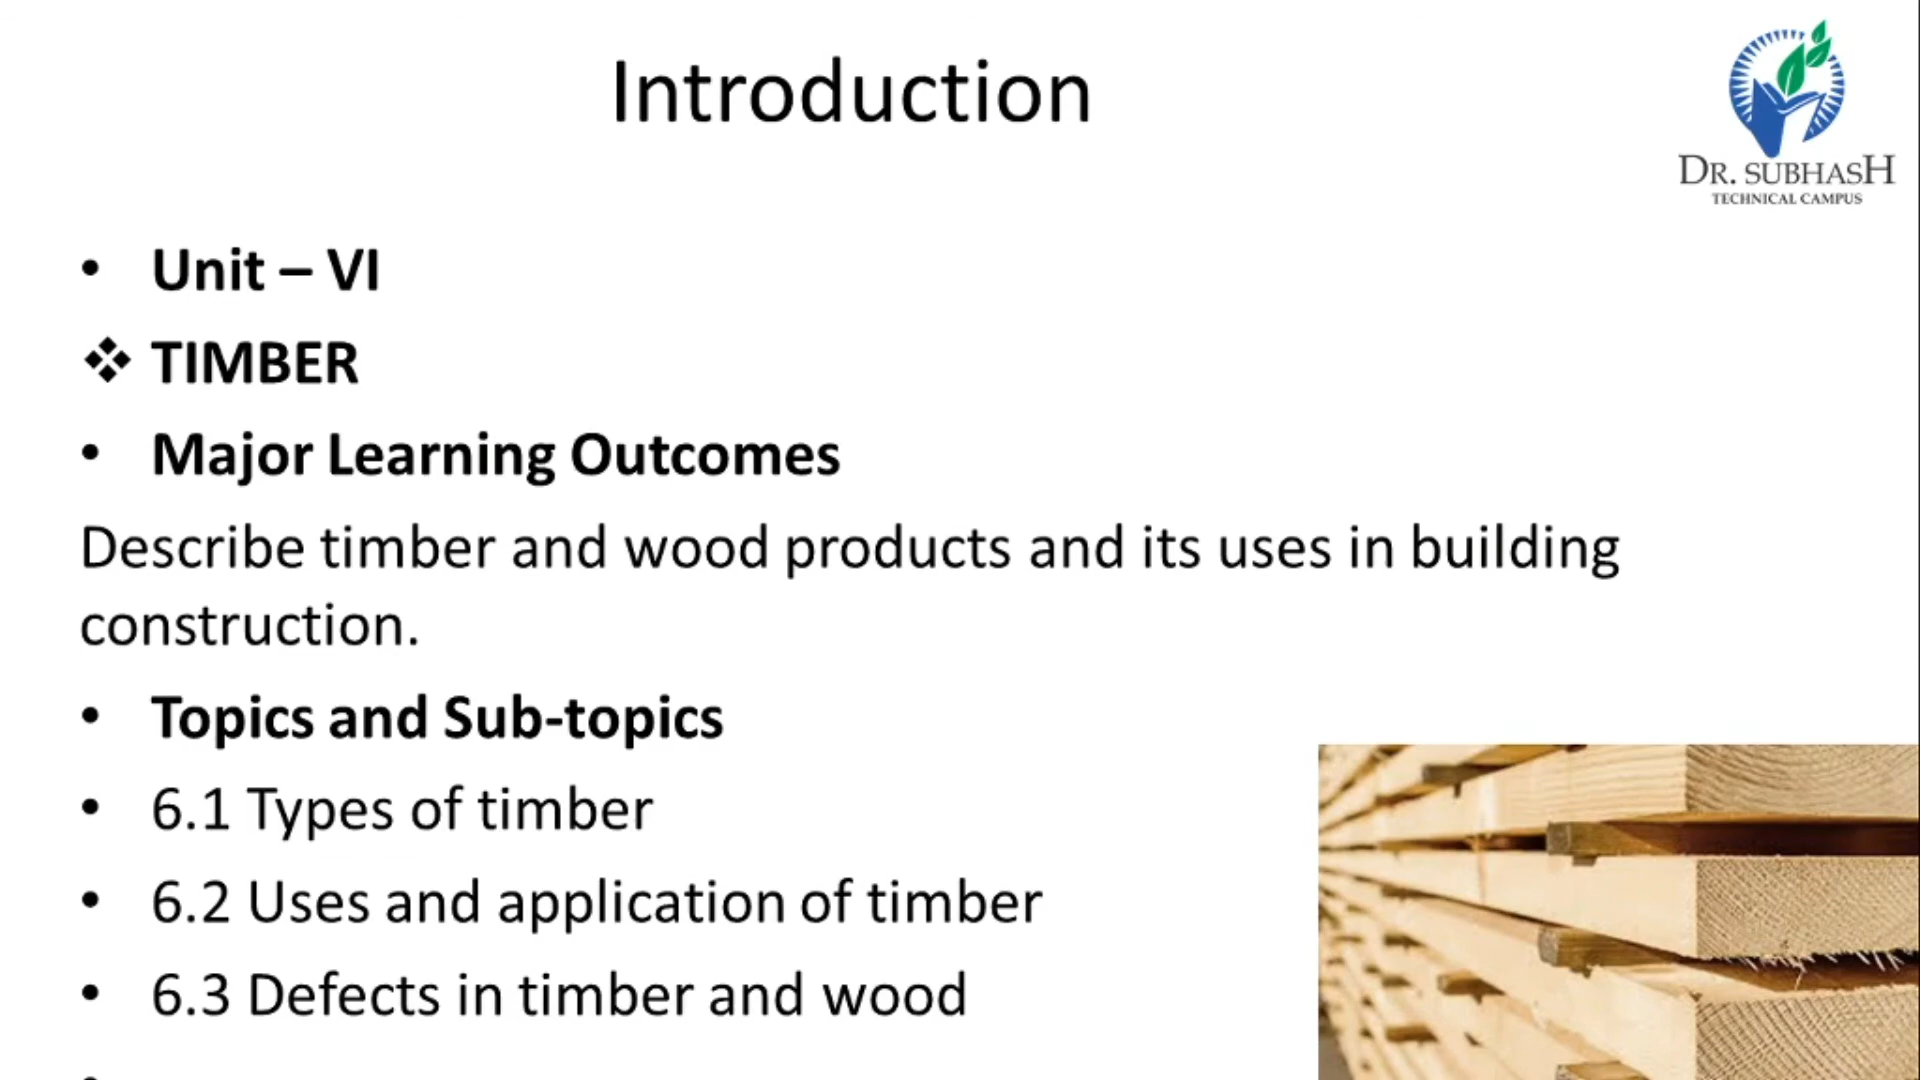 Introduction
DR. SUBHASH
TECHNICAL CAMPUS
• Unit – VI
❖ TIMBER
• Major Learning Outcomes
Describe timber and wood products and its uses in building
construction.
• Topics and Sub-topics
• 6.1 Types of timber
• 6.2 Uses and application of timber
• 6.3 Defects in timber and wood